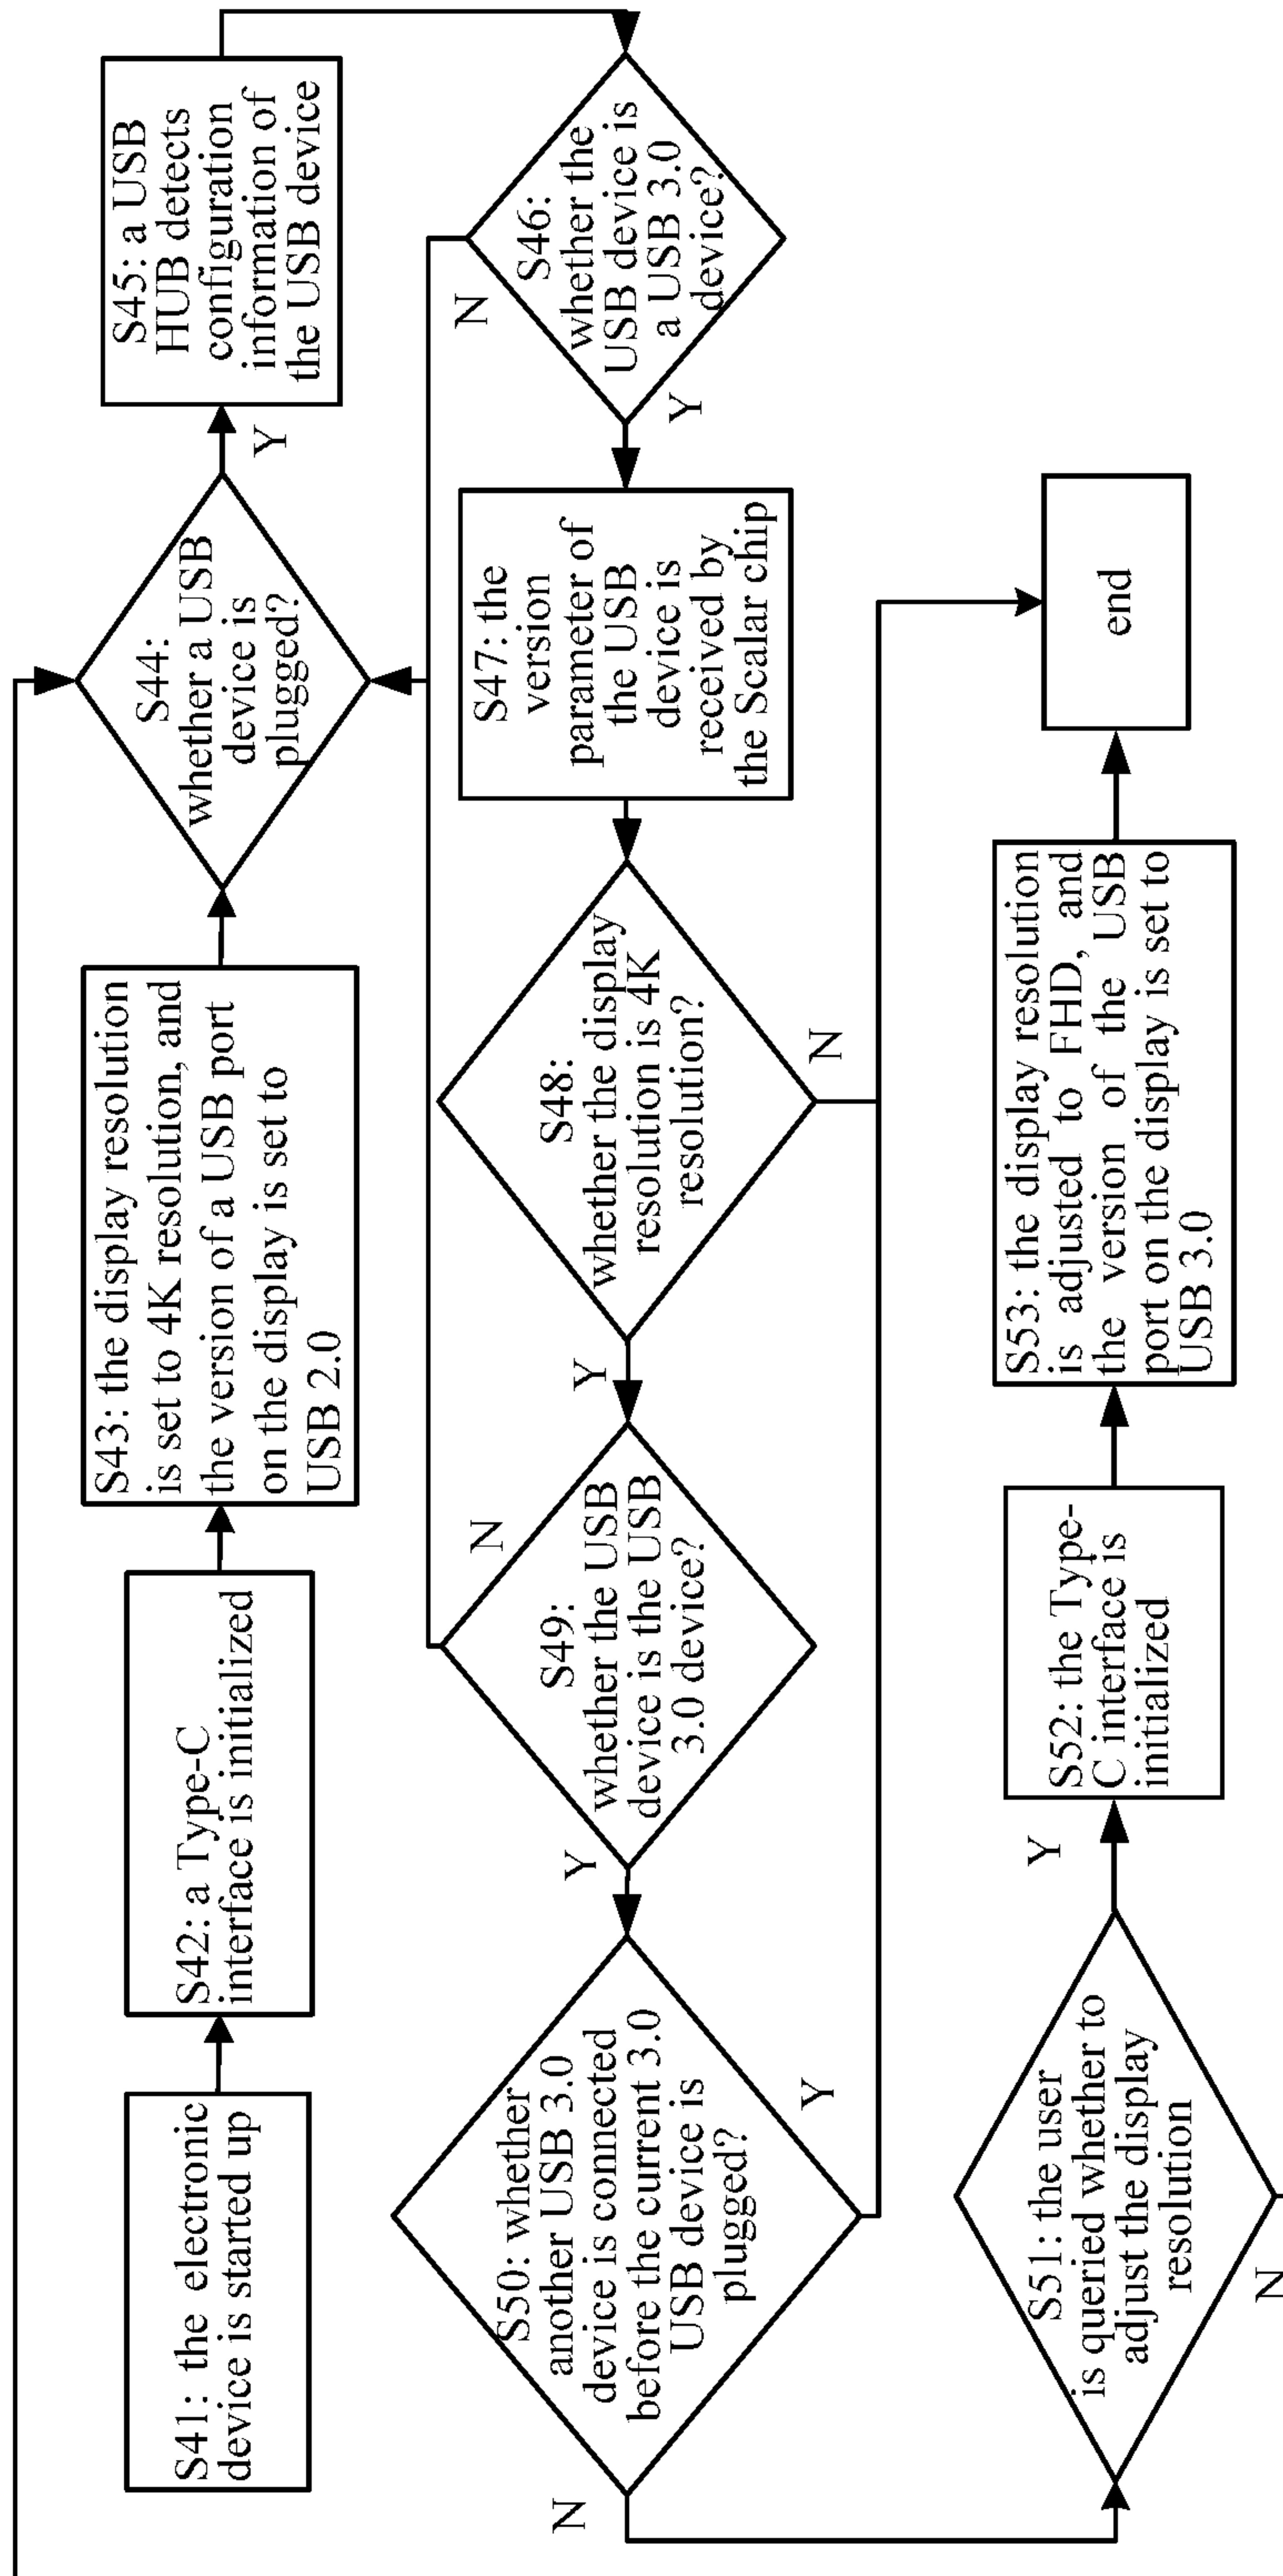 S41: the electronic
device is started up
S42: a Type-C
interface is initialized
S43: the display resolution
is set to 4K resolution, and
the version of a USB port
on the display is set to
USB 2.0
S44:
whether a USB
device is
plugged?
Y
S45: a USB
HUB detects
configuration
information of
the USB device
S46:
whether the
USB device is
a USB 3.0
device?
N
Y
S47: the
version
parameter of
the USB
device is
received by
the Scalar chip
S48:
whether the display
resolution is 4K
resolution?
Y
N
S49:
whether the USB
device is the USB
3.0 device?
N
Y
S50: whether
another USB 3.0
device is connected
before the current 3.0
USB device is
plugged?
N
Y
S51: the user
is queried whether to
adjust the display
resolution
Y
N
S52: the Type-
C interface is
initialized
S53: the display resolution
is adjusted to FHD, and
the version of the USB
port on the display is set to
USB 3.0
end